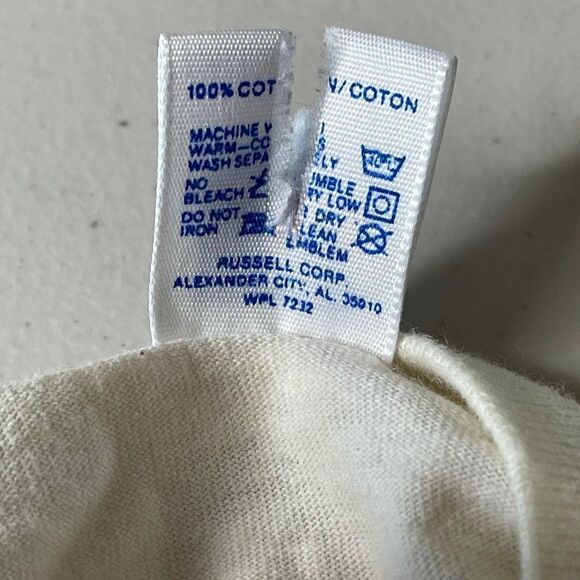 100% COT N/COTON
MACHINE W
WARM-CO
WASH SEPA LY
NO UMBLE
BLEACH RY LOW
DO NOT DRY
IRON LEAN
EMBLEM
RUSSELL CORP.
ALEXANDER CITY, AL. 35010
WPL 7232